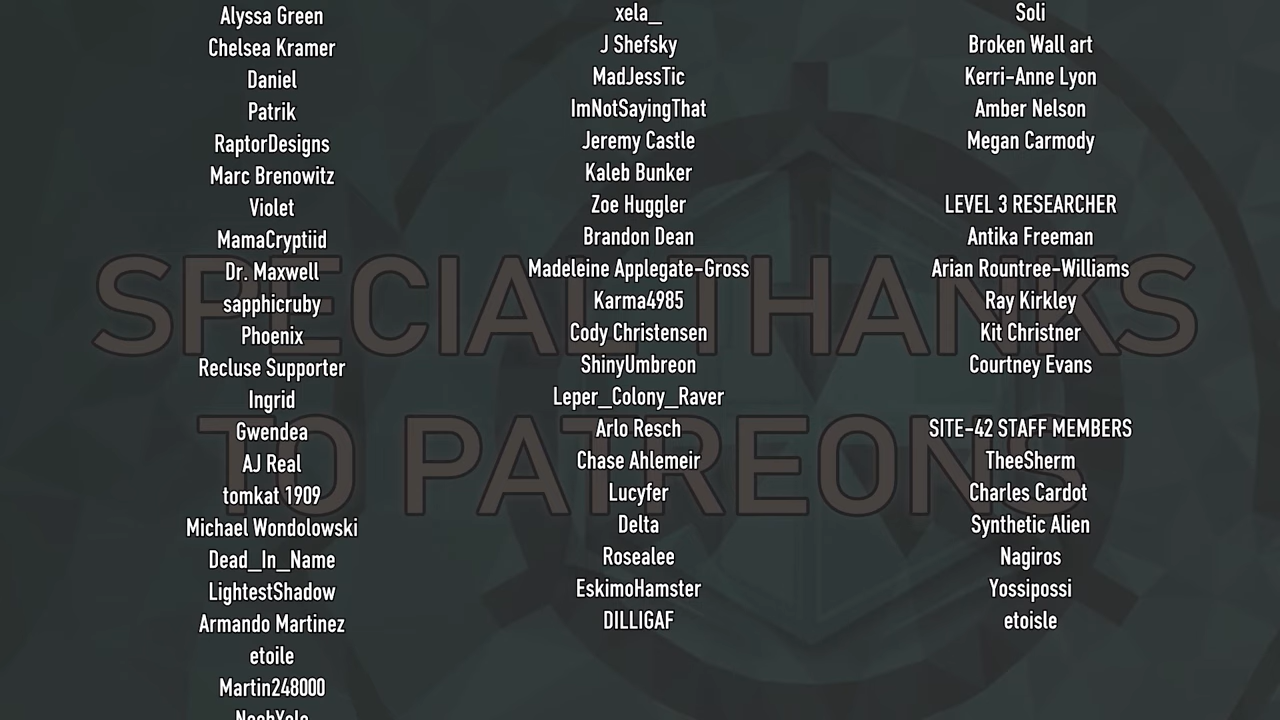 Alyssa Green
Chelsea Kramer
Daniel
Patrik
RaptorDesigns
Marc Brenowitz
Violet
MamaCryptiid
Dr. Maxwell
sapphicruby
Phoenix
Recluse Supporter
Ingrid
Gwendea
AJ Real
tomkat 1909
Michael Wondolowski
Dead_In_Name
LightestShadow
Armando Martinez
etoile
Martin248000
NoobYolo
xela_
J Shefsky
MadJessTic
ImNotSayingThat
Jeremy Castle
Kaleb Bunker
Zoe Huggler
Brandon Dean
Madeleine Applegate-Gross
Karma4985
Cody Christensen
ShinyUmbreon
Leper_Colony_Raver
Arlo Resch
Chase Ahlemeir
Lucyfer
Delta
Rosealee
EskimoHamster
DILLIGAF
Soli
Broken Wall art
Kerri-Anne Lyon
Amber Nelson
Megan Carmody
LEVEL 3 RESEARCHER
Antika Freeman
Arian Rountree-Williams
Ray Kirkley
Kit Christner
Courtney Evans
SITE-42 STAFF MEMBERS
TheeSherm
Charles Cardot
Synthetic Alien
Nagiros
Yossipossi
etoisle
SPECIAL THANKS
TO PATREONS